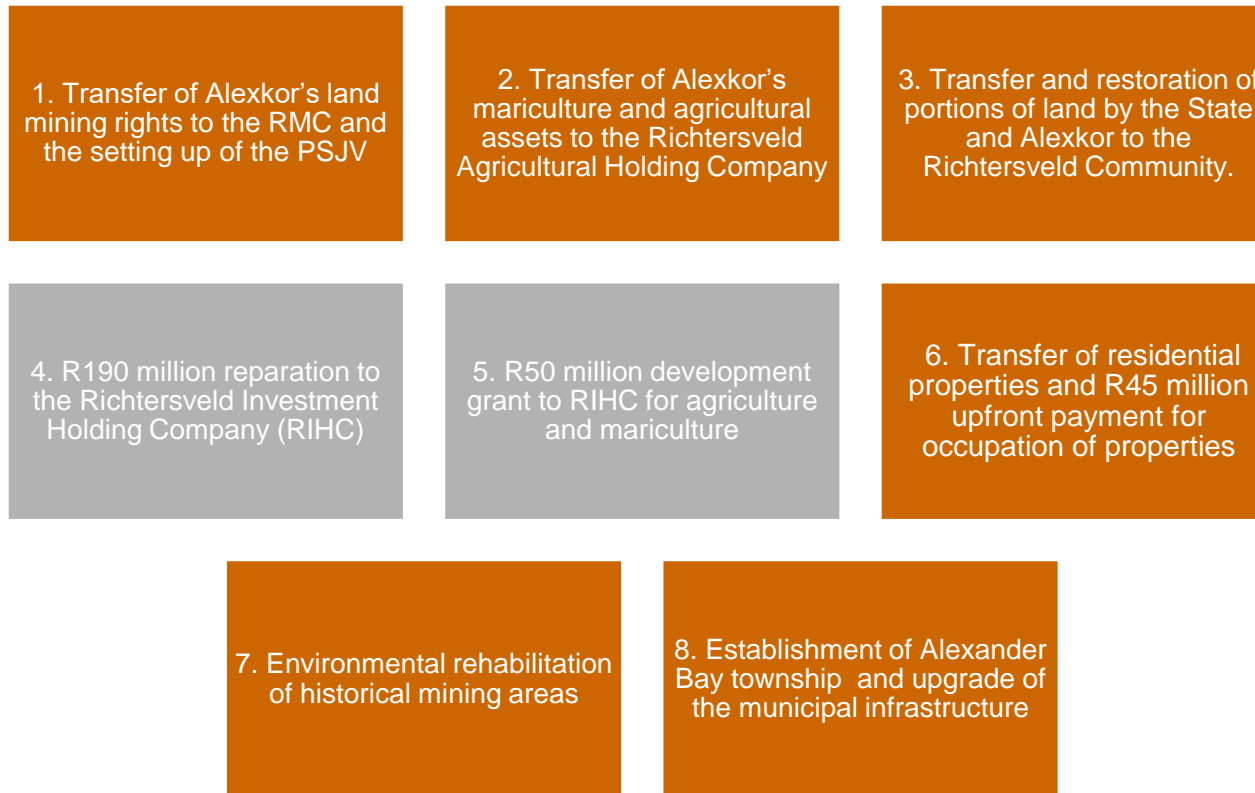 1. Transfer of Alexkor's land
mining rights to the RMC and
the setting up of the PSJV
2. Transfer of Alexkor's
mariculture and agricultural
assets to the Richtersveld
Agricultural Holding Company
3. Transfer and restoration of
portions of land by the State
and Alexkor to the
Richtersveld Community.
4. R190 million reparation to
the Richtersveld Investment
Holding Company (RIHC)
5. R50 million development
grant to RIHC for agriculture
and mariculture
6. Transfer of residential
properties and R45 million
upfront payment for
occupation of properties
7. Environmental rehabilitation
of historical mining areas
8. Establishment of Alexander
Bay township and upgrade of
the municipal infrastructure